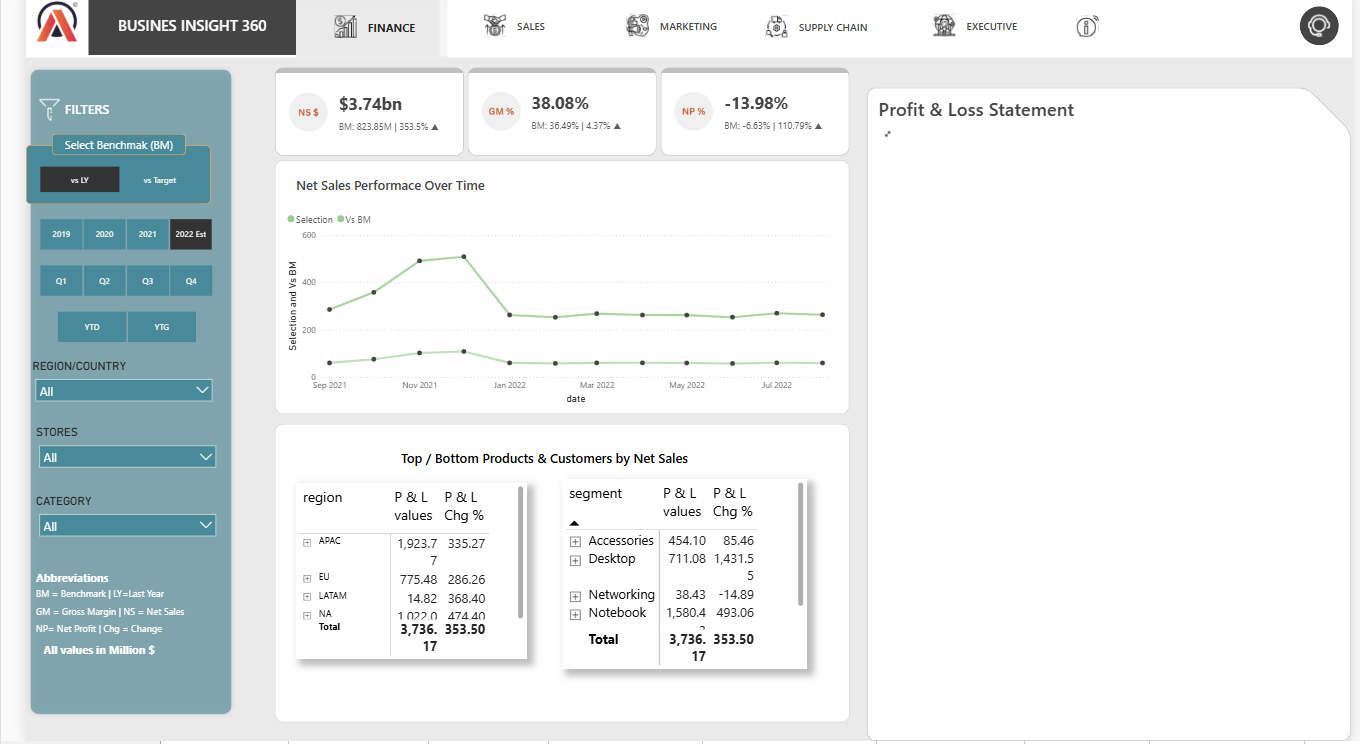 BUSINES INSIGHT 360
FINANCE
SALES
MARKETING
SUPPLY CHAIN
EXECUTIVE
FILTERS
Select Benchmak (BM)
vs LY
vs Target
2019
2020
2021
2022 Est
Q1
Q2
Q3
Q4
YTD
YTG
REGION/COUNTRY
All
STORES
All
CATEGORY
All
Abbreviations
BM = Benchmark | LY=Last Year
GM = Gross Margin | NS = Net Sales
NP= Net Profit | Chg = Change
All values in Million $
NS $
$3.74bn
BM: 823.85M | 353.5% ▲
GM %
38.08%
BM: 36.49% | 4.37% ▲
NP %
-13.98%
BM: -6.63% | 110.79% ▲
Net Sales Performace Over Time
Selection
Vs BM
Selection and Vs BM
600
400
200
0
Sep 2021
Nov 2021
Jan 2022
Mar 2022
May 2022
Jul 2022
date
Top / Bottom Products & Customers by Net Sales
region P & L values P & L Chg %
APAC 1,923.77 335.27
EU 775.48 286.26
LATAM 14.82 368.40
NA 1,022.0 474.40
Total 3,736.17 353.50
segment P & L values P & L Chg %
Accessories 454.10 85.46
Desktop 711.08 1,431.55
Networking 38.43 -14.89
Notebook 1,580.4 493.06
Total 3,736.17 353.50
Profit & Loss Statement